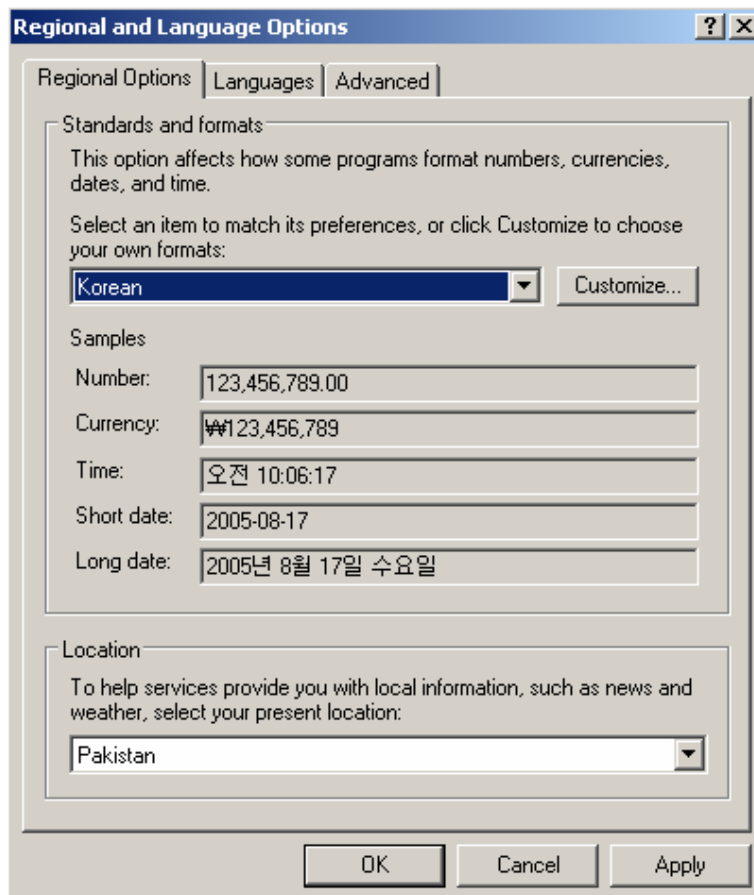 Regional and Language Options
Regional Options
Languages
Advanced
Standards and formats
This option affects how some programs format numbers, currencies,
dates, and time.
Select an item to match its preferences, or click Customize to choose
your own formats:
Korean
Customize...
Samples
Number: 123,456,789.00
Currency: ₩123,456,789
Time: 오전 10:06:17
Short date: 2005-08-17
Long date: 2005년 8월 17일 수요일
Location
To help services provide you with local information, such as news and
weather, select your present location:
Pakistan
OK
Cancel
Apply